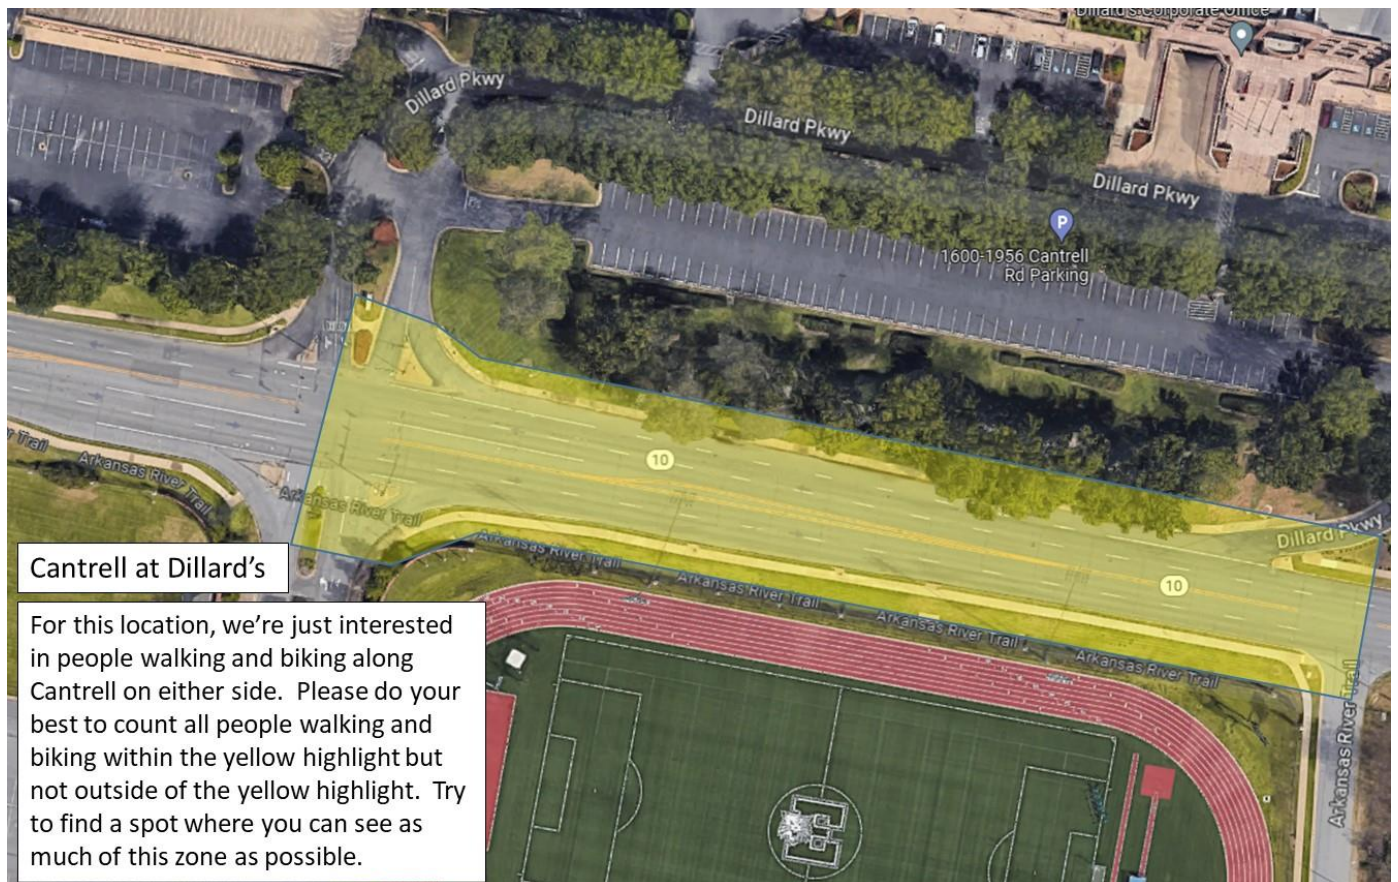 Dillard's Corporate Office
Dillard Pkwy
Dillard Pkwy
Dillard Pkwy
P
1600-1956 Cantrell
Rd Parking
10
r Trail
Arkansas River Trail
Arkansas River Trail
Arkansas River Trail
Dillard Pkwy
Arkansas River Trail
10
Arkansas River Trail
Arkansas River Trail
Arkansas River Trail
Cantrell at Dillard’s
For this location, we’re just interested
in people walking and biking along
Cantrell on either side.  Please do your
best to count all people walking and
biking within the yellow highlight but
not outside of the yellow highlight.  Try
to find a spot where you can see as
much of this zone as possible.